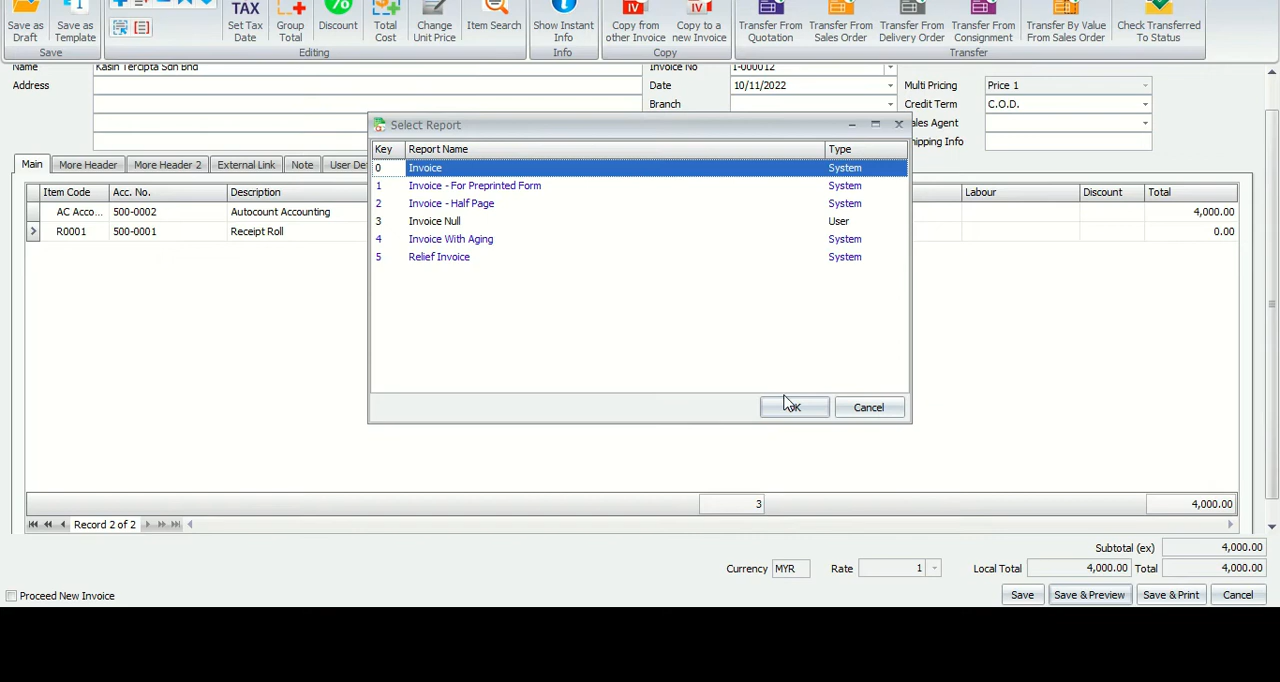 Save as Draft
Save as Template
TAX Set Tax Date
Group Total
Discount
Total Cost
Change Unit Price
Item Search
Show Instant Info
Copy from other Invoice
Copy to a new Invoice
Transfer From Quotation
Transfer From Sales Order
Transfer From Delivery Order
Transfer From Consignment
Transfer By Value From Sales Order
Check Transferred To Status
Save
Editing
Info
Copy
Transfer
Name Kasin Tercipta Sdn Bhd
Invoice No I-000012
Address
Date 10/11/2022
Multi Pricing Price 1
Branch
Credit Term C.O.D.
Select Report
Key Report Name Type
0 Invoice System
1 Invoice - For Preprinted Form System
2 Invoice - Half Page System
3 Invoice Null User
4 Invoice With Aging System
5 Relief Invoice System
OK Cancel
Main More Header More Header 2 External Link Note User De
Item Code Acc. No. Description Labour Discount Total
AC Acco... 500-0002 Autocount Accounting 4,000.00
R0001 500-0001 Receipt Roll 0.00
3 4,000.00
Record 2 of 2
Subtotal (ex) 4,000.00
Currency MYR Rate 1 Local Total 4,000.00 Total 4,000.00
Proceed New Invoice
Save Save & Preview Save & Print Cancel